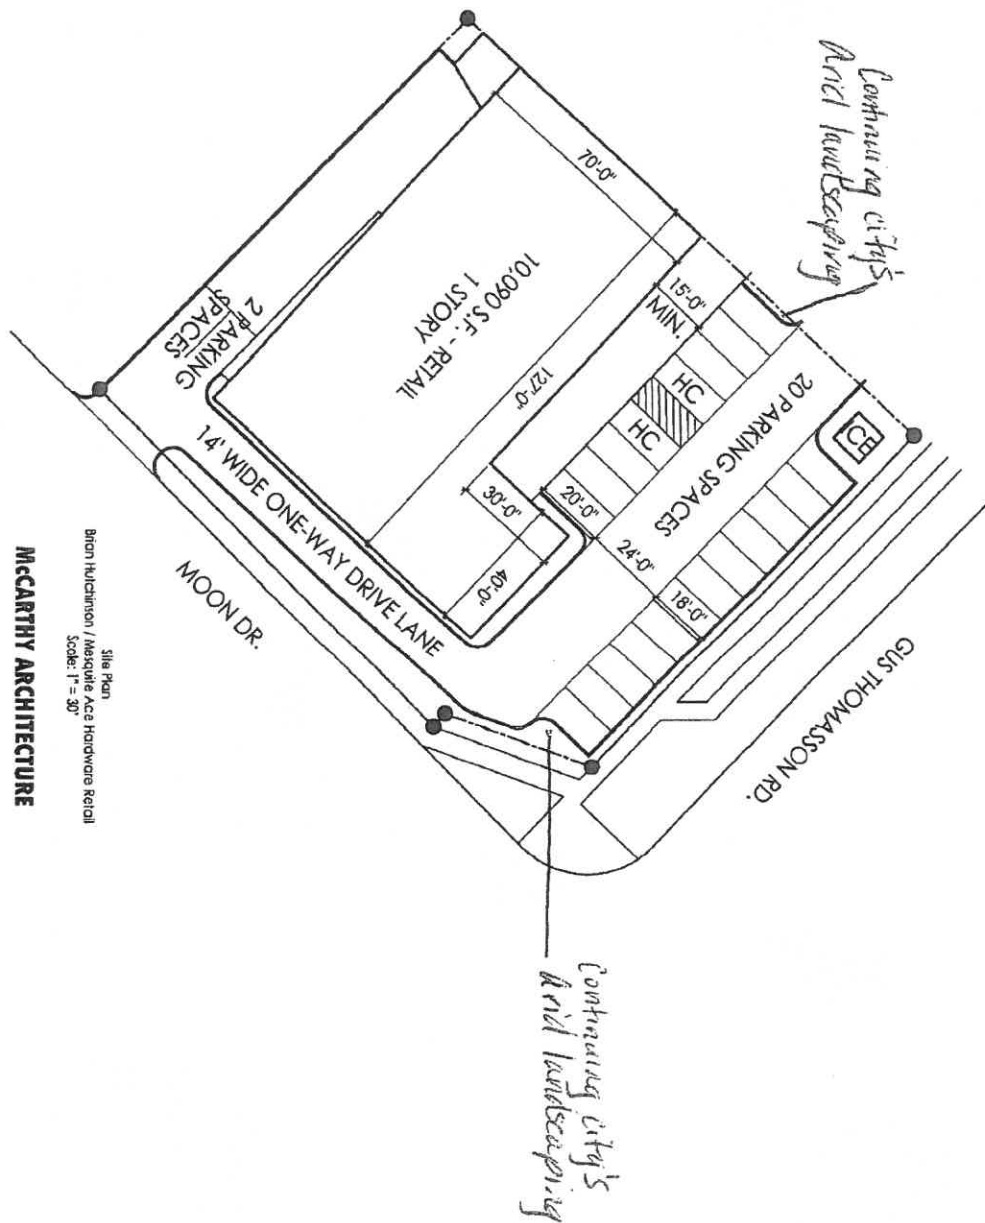 Continuing city's
Arid landscaping
70'-0"
15'-0"
MIN.
10,090 S.F. - RETAIL
1 STORY
127'-0"
HC
HC
20 PARKING SPACES
2 PARKING
SPACES
30'-0"
20'-0"
24'-0"
18'-0"
40'-0"
14' WIDE ONE-WAY DRIVE LANE
MOON DR.
GUS THOMASSON RD.
Continuing city's
Arid landscaping
Site Plan
Brian Hutchinson / Mesquite Ace Hardware Retail
Scale: 1" = 30'
McCARTHY ARCHITECTURE